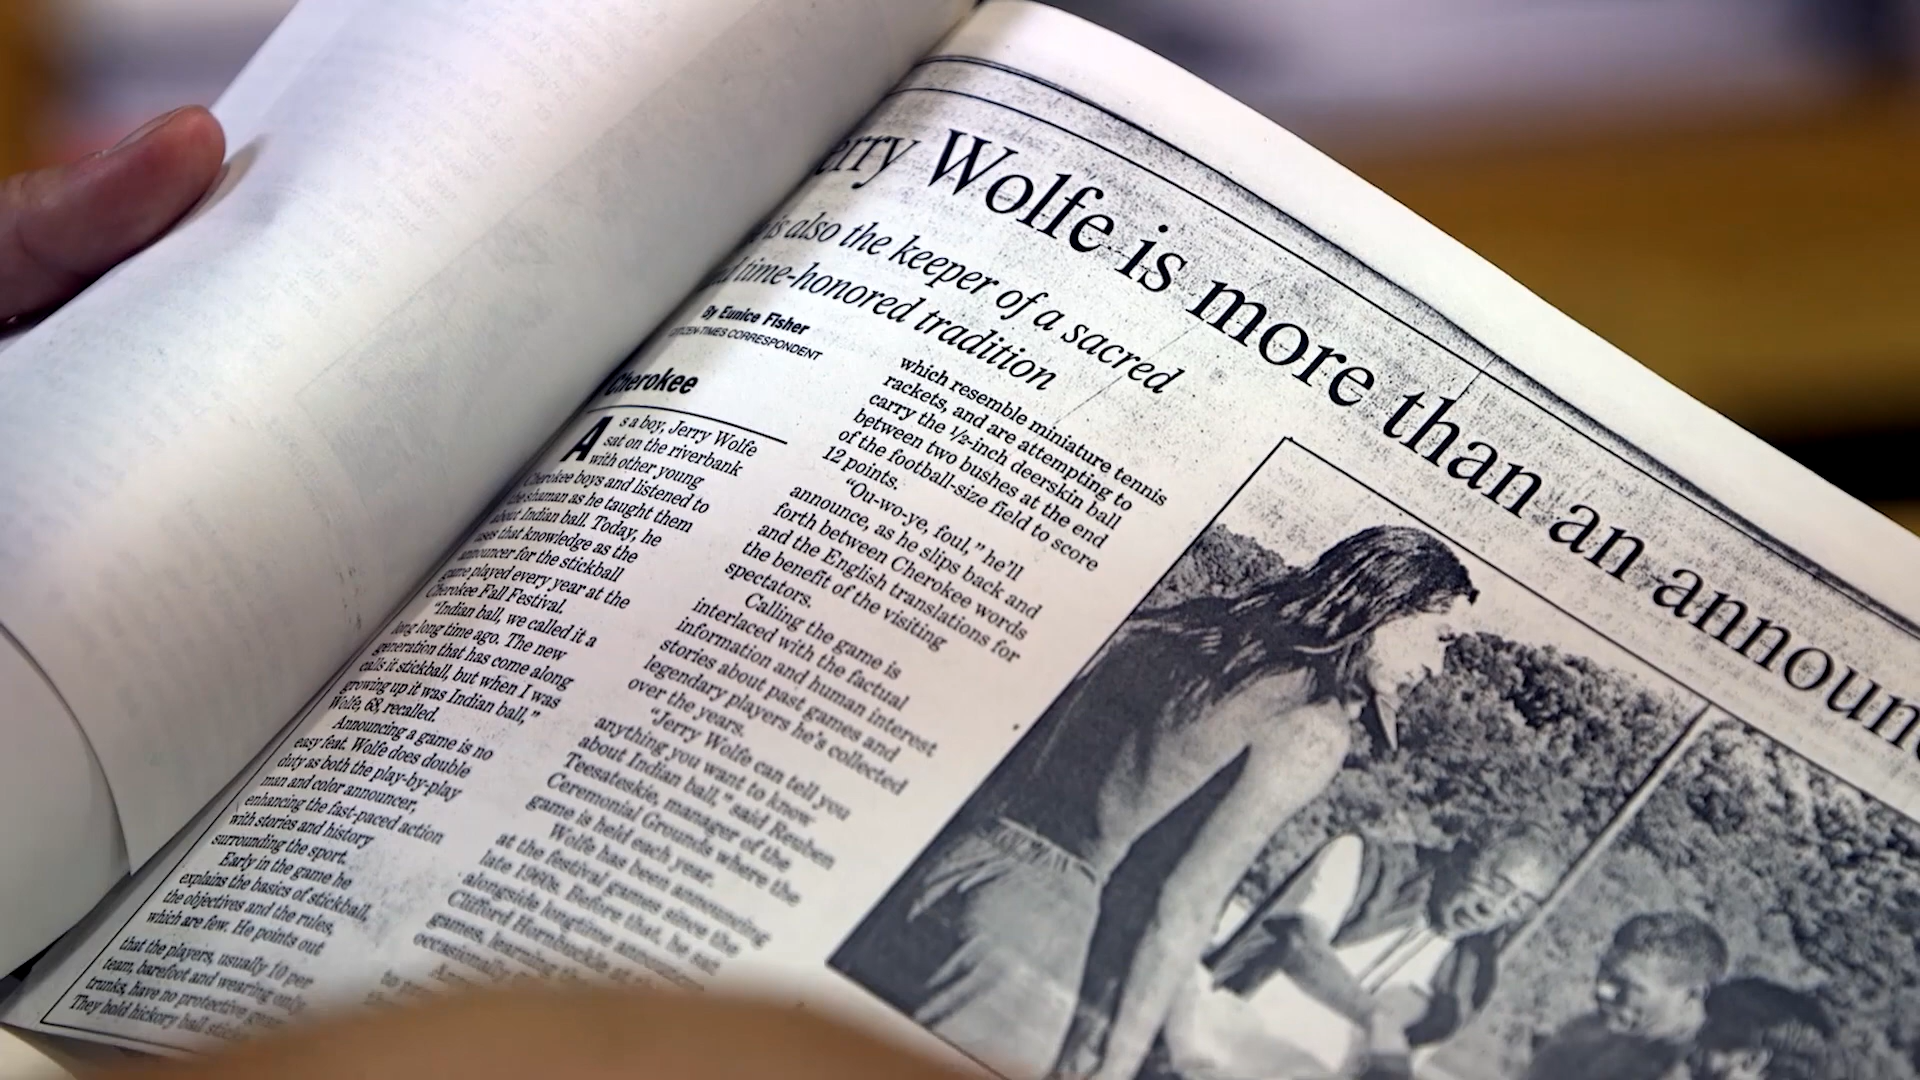 erry Wolfe is more than an announc
is also the keeper of a sacred
time-honored tradition
By Eunice Fisher
CITIZEN-TIMES CORRESPONDENT
Cherokee
As a boy, Jerry Wolfe
sat on the riverbank
with other young
Cherokee boys and listened to
the shaman as he taught them
about Indian ball. Today, he
uses that knowledge as the
announcer for the stickball
game played every year at the
Cherokee Fall Festival.
"Indian ball, we called it a
long long time ago. The new
generation that has come along
calls it stickball, but when I was
growing up it was Indian ball,"
Wolfe, 68, recalled.
Announcing a game is no
easy feat. Wolfe does double
duty as both the play-by-play
man and color announcer,
enhancing the fast-paced action
with stories and history
surrounding the sport.
Early in the game he
explains the basics of stickball,
the objectives and the rules,
which are few. He points out
that the players, usually 10 per
team, barefoot and wearing only
trunks, have no protective
They hold hickory ball
which resemble miniature tennis
rackets, and are attempting to
carry the ½-inch deerskin ball
between two bushes at the end
of the football-size field to score
12 points.
"Ou-wo-ye, foul," he'll
announce, as he slips back and
forth between Cherokee words
and the English translations for
the benefit of the visiting
spectators.
Calling the game is
interlaced with the factual
information and human interest
stories about past games and
legendary players he's collected
over the years.
"Jerry Wolfe can tell you
anything you want to know
about Indian ball," said Reuben
Teesateskie, manager of the
Ceremonial Grounds where the
game is held each year.
Wolfe has been announcing
at the festival games since the
late 1960s. Before that, he sat
alongside longtime announcer
Clifford Hornbuckle
games, learning
occasionally